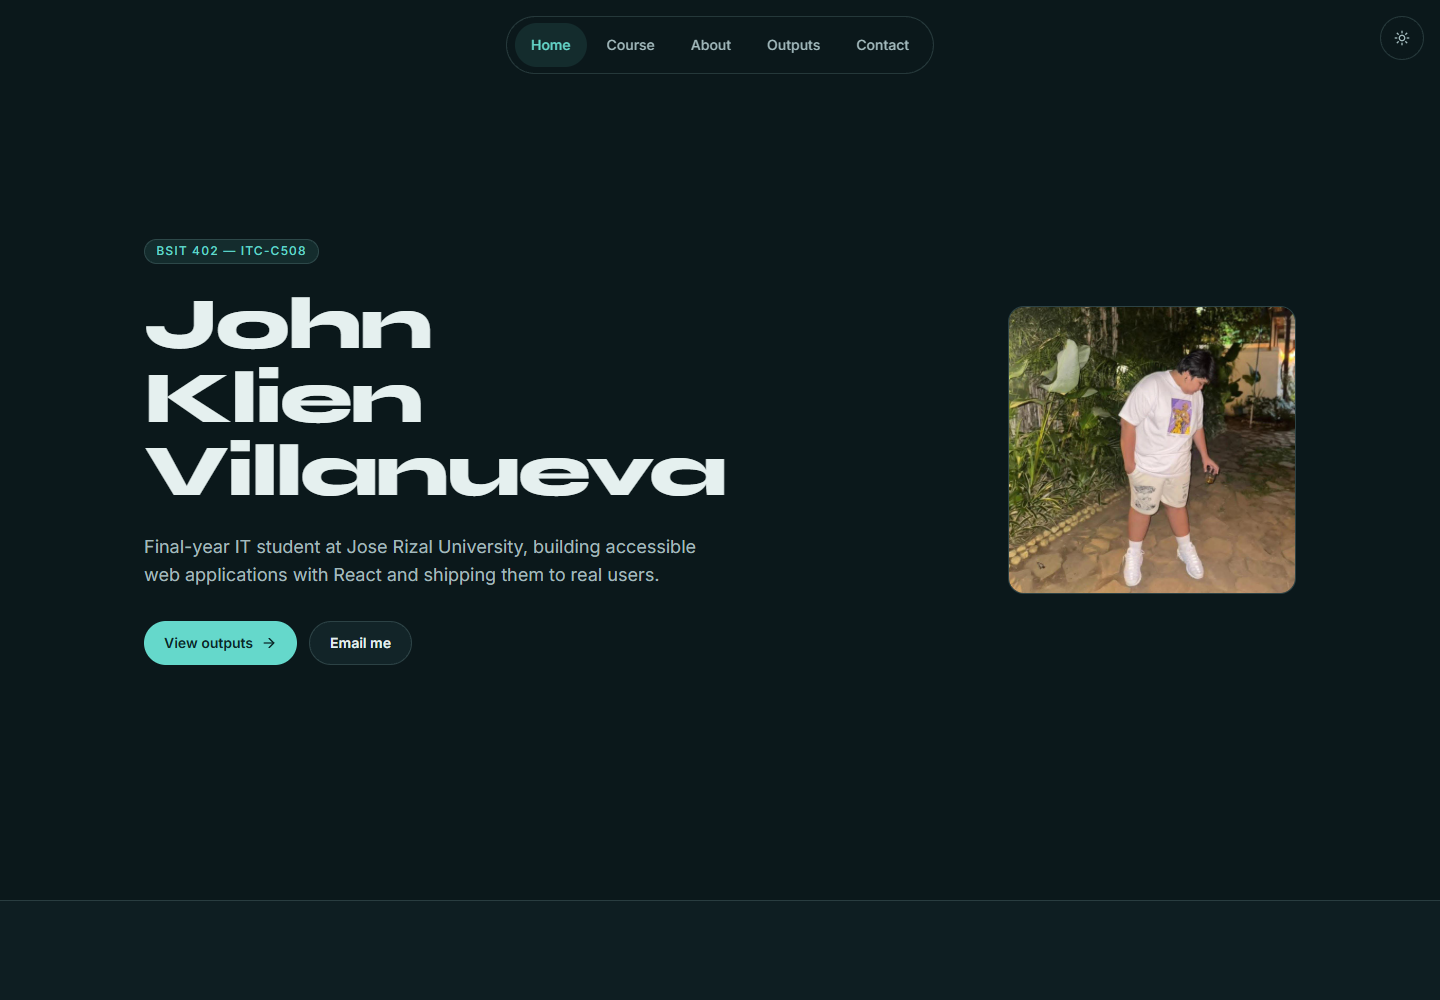 Home Course About Outputs Contact
BSIT 402 — ITC-C508
John
Klien
Villanueva
Final-year IT student at Jose Rizal University, building accessible
web applications with React and shipping them to real users.
View outputs → Email me